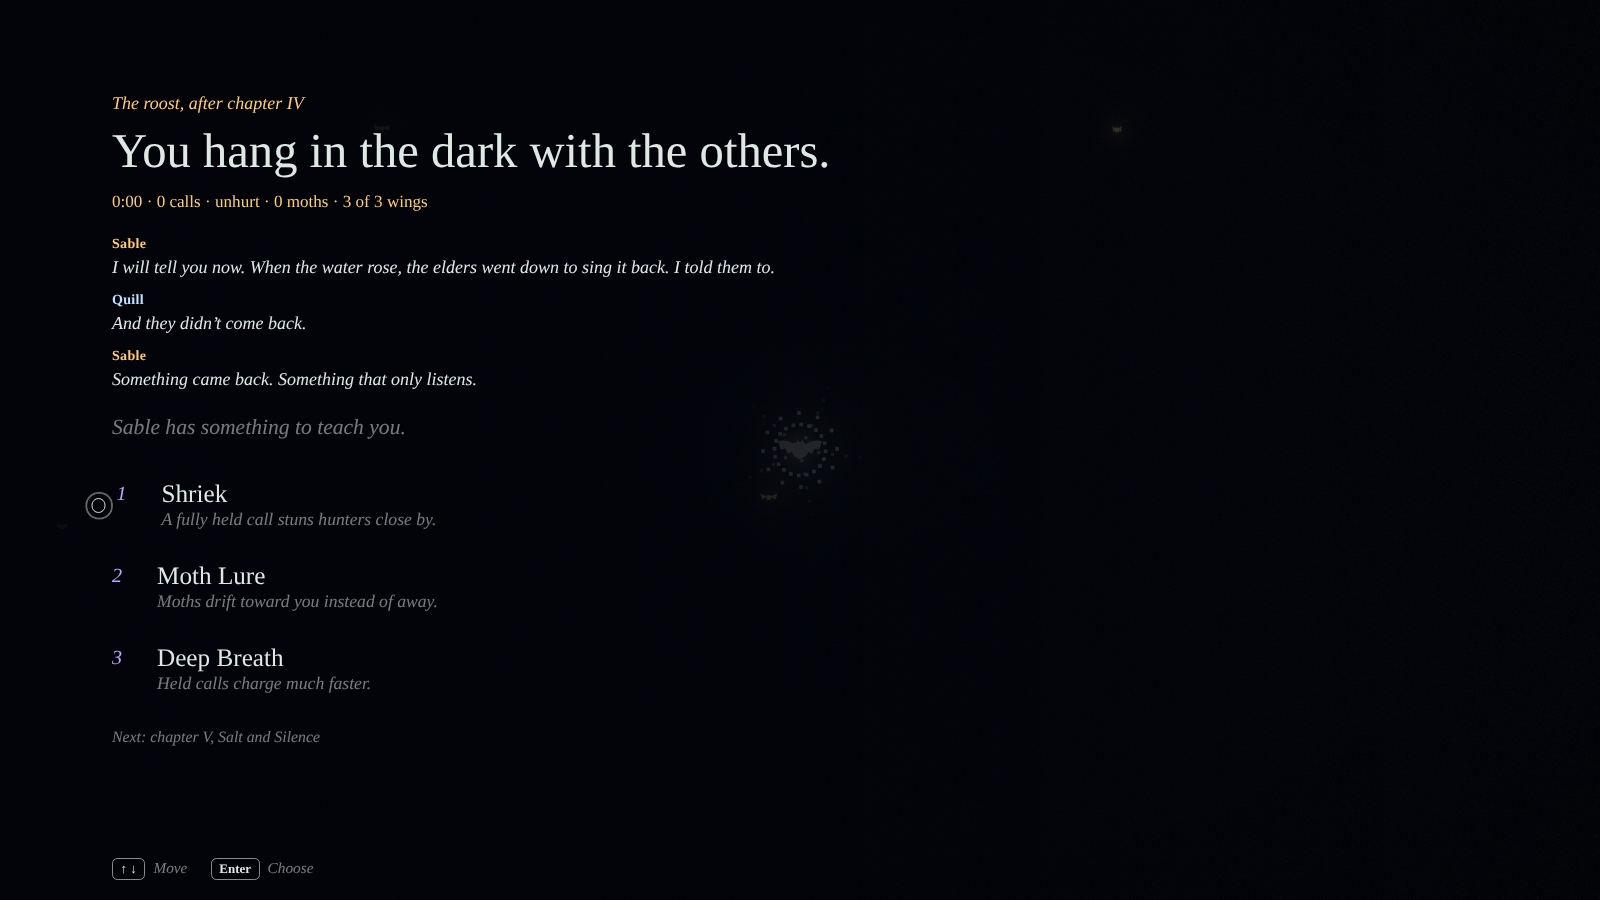 The roost, after chapter IV
You hang in the dark with the others.
0:00 · 0 calls · unhurt · 0 moths · 3 of 3 wings
Sable
I will tell you now. When the water rose, the elders went down to sing it back. I told them to.
Quill
And they didn’t come back.
Sable
Something came back. Something that only listens.
Sable has something to teach you.
1 Shriek
A fully held call stuns hunters close by.
2 Moth Lure
Moths drift toward you instead of away.
3 Deep Breath
Held calls charge much faster.
Next: chapter V, Salt and Silence
↑ ↓ Move Enter Choose